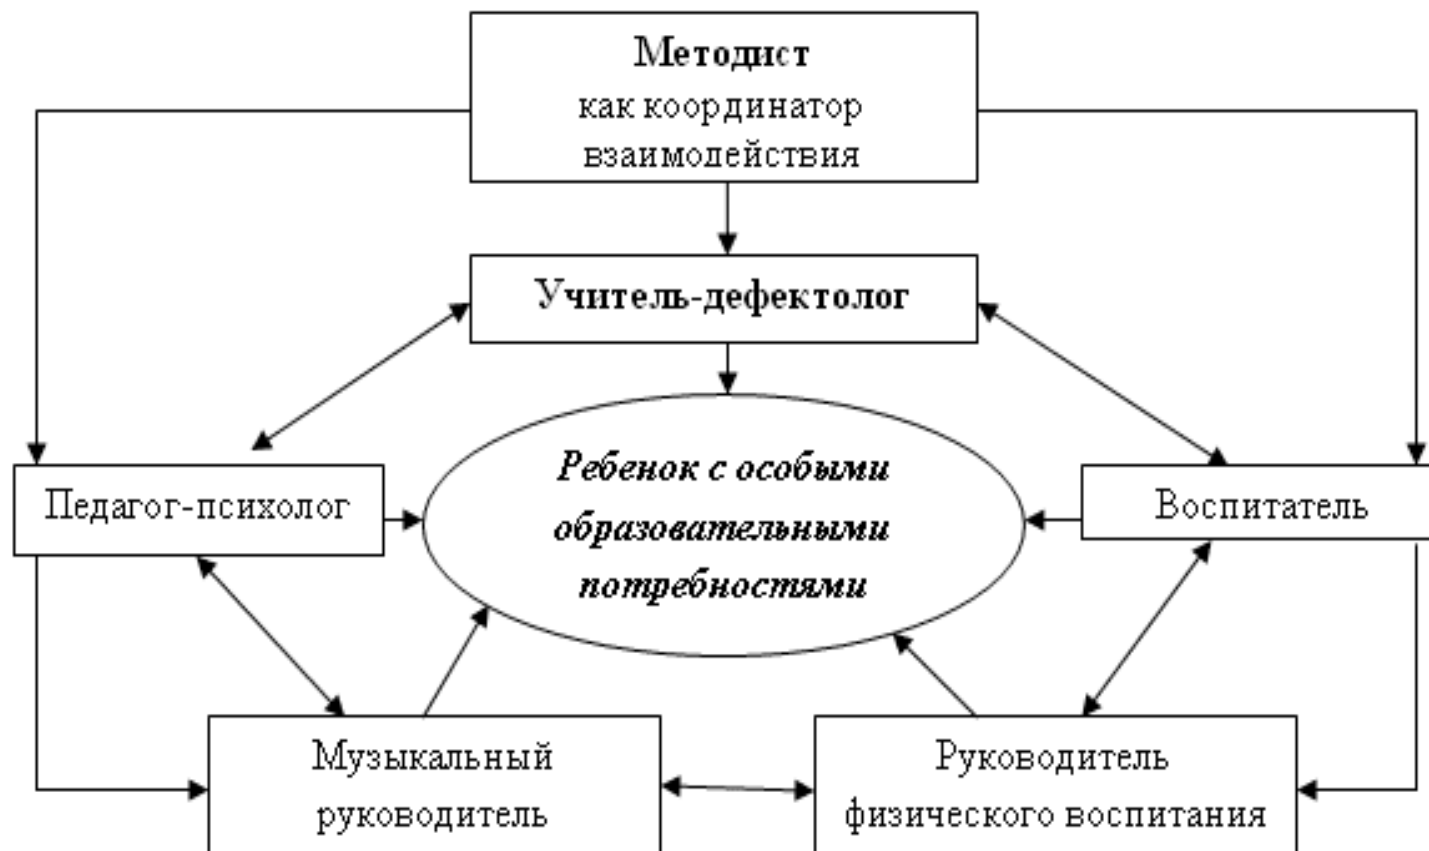 Методист
как координатор
взаимодействия
Учитель-дефектолог
Ребенок с особыми
образовательными
потребностями
Педагог-психолог
Воспитатель
Музыкальный
руководитель
Руководитель
физического воспитания